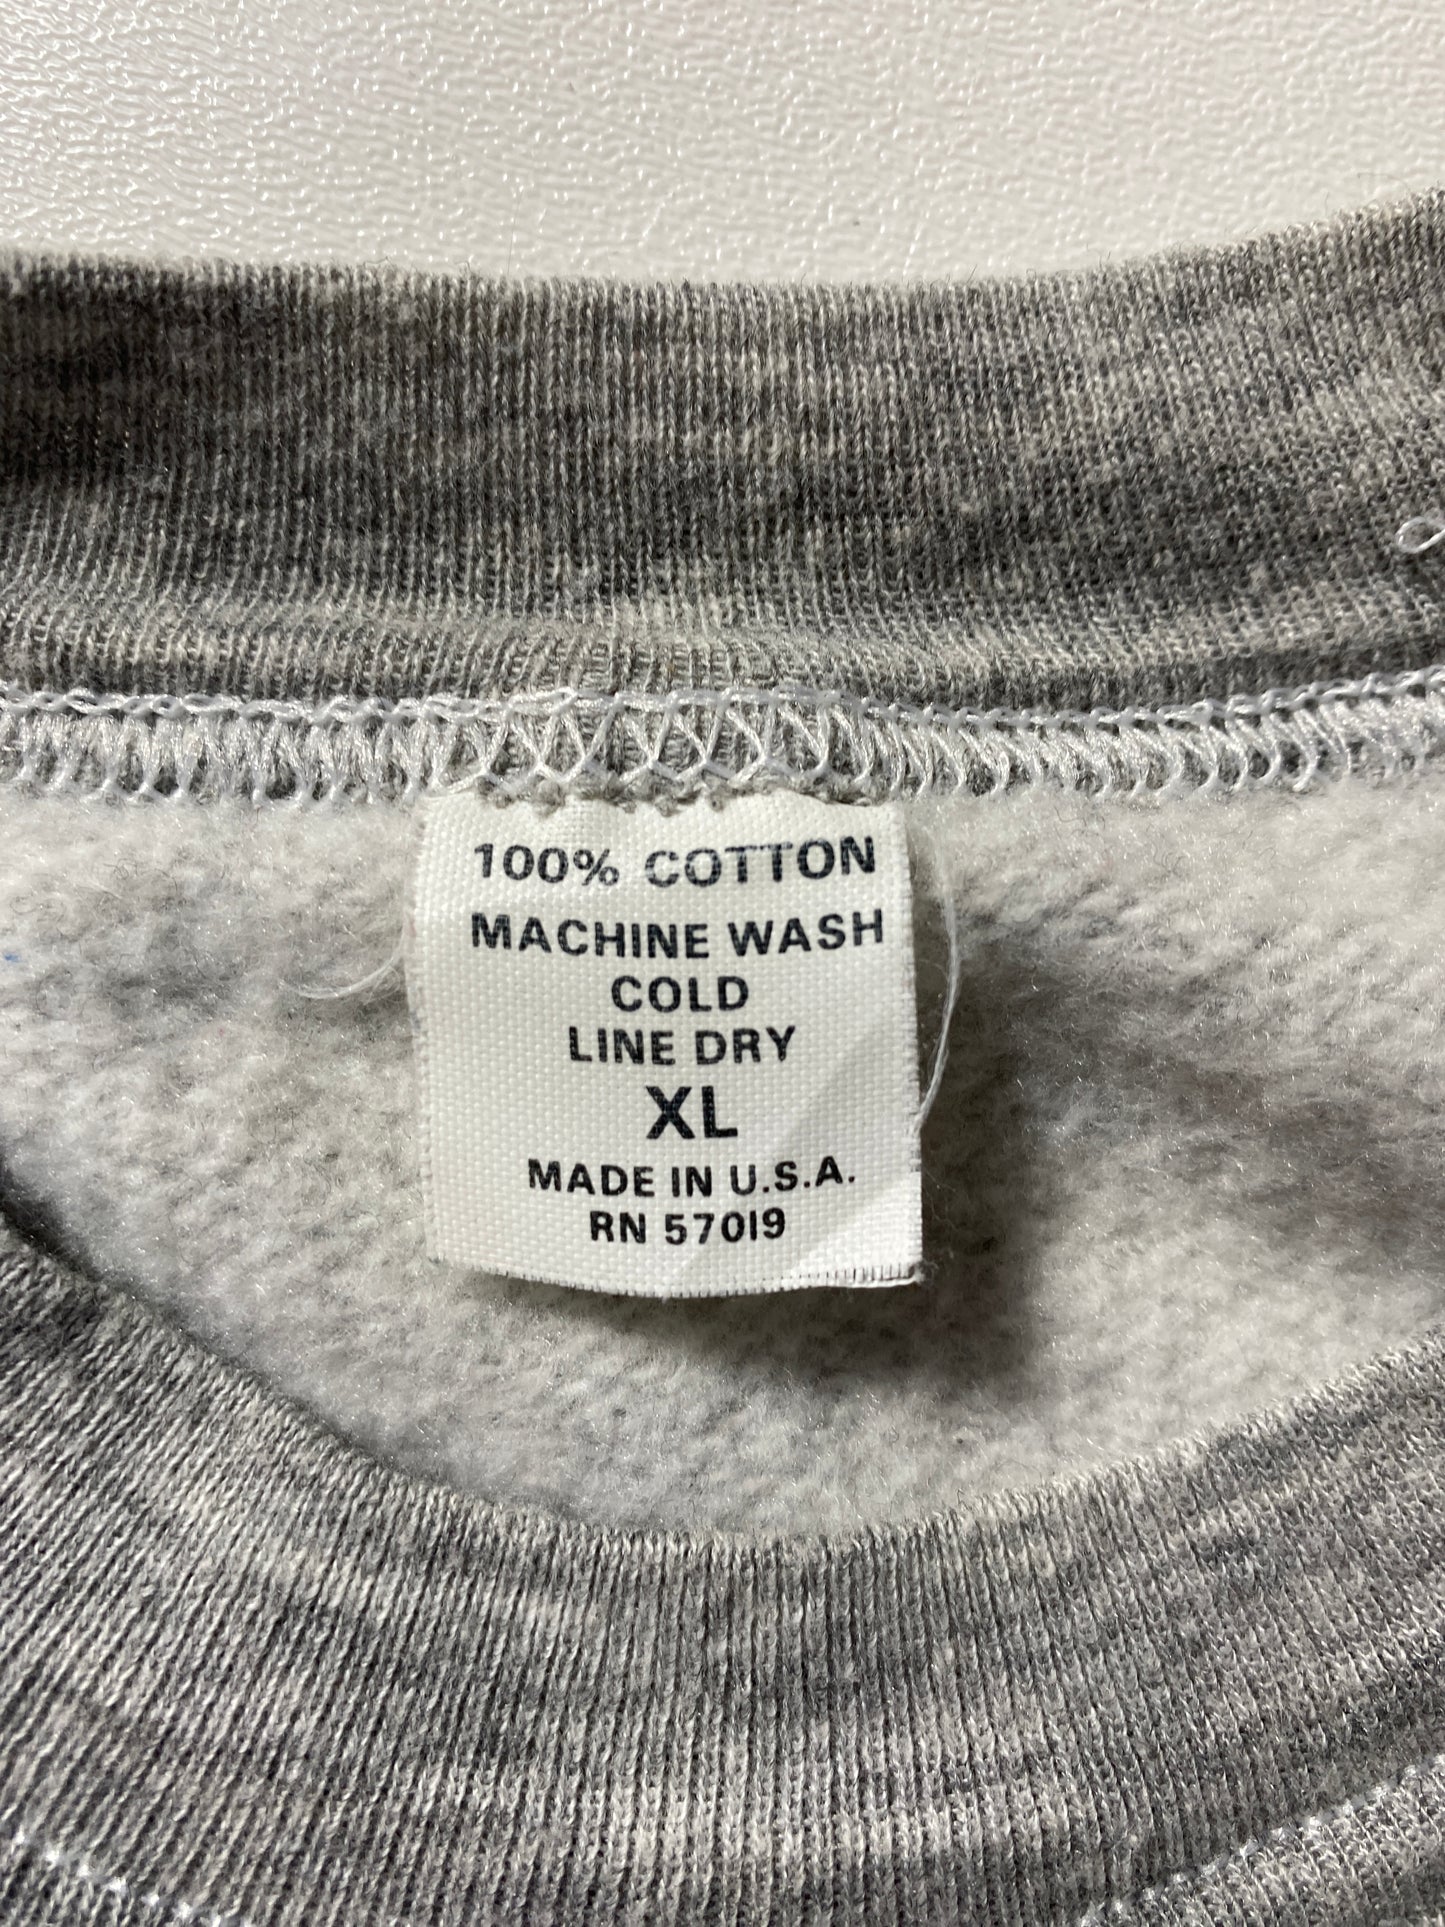 100% COTTON
MACHINE WASH
COLD
LINE DRY
XL
MADE IN U.S.A.
RN 57019